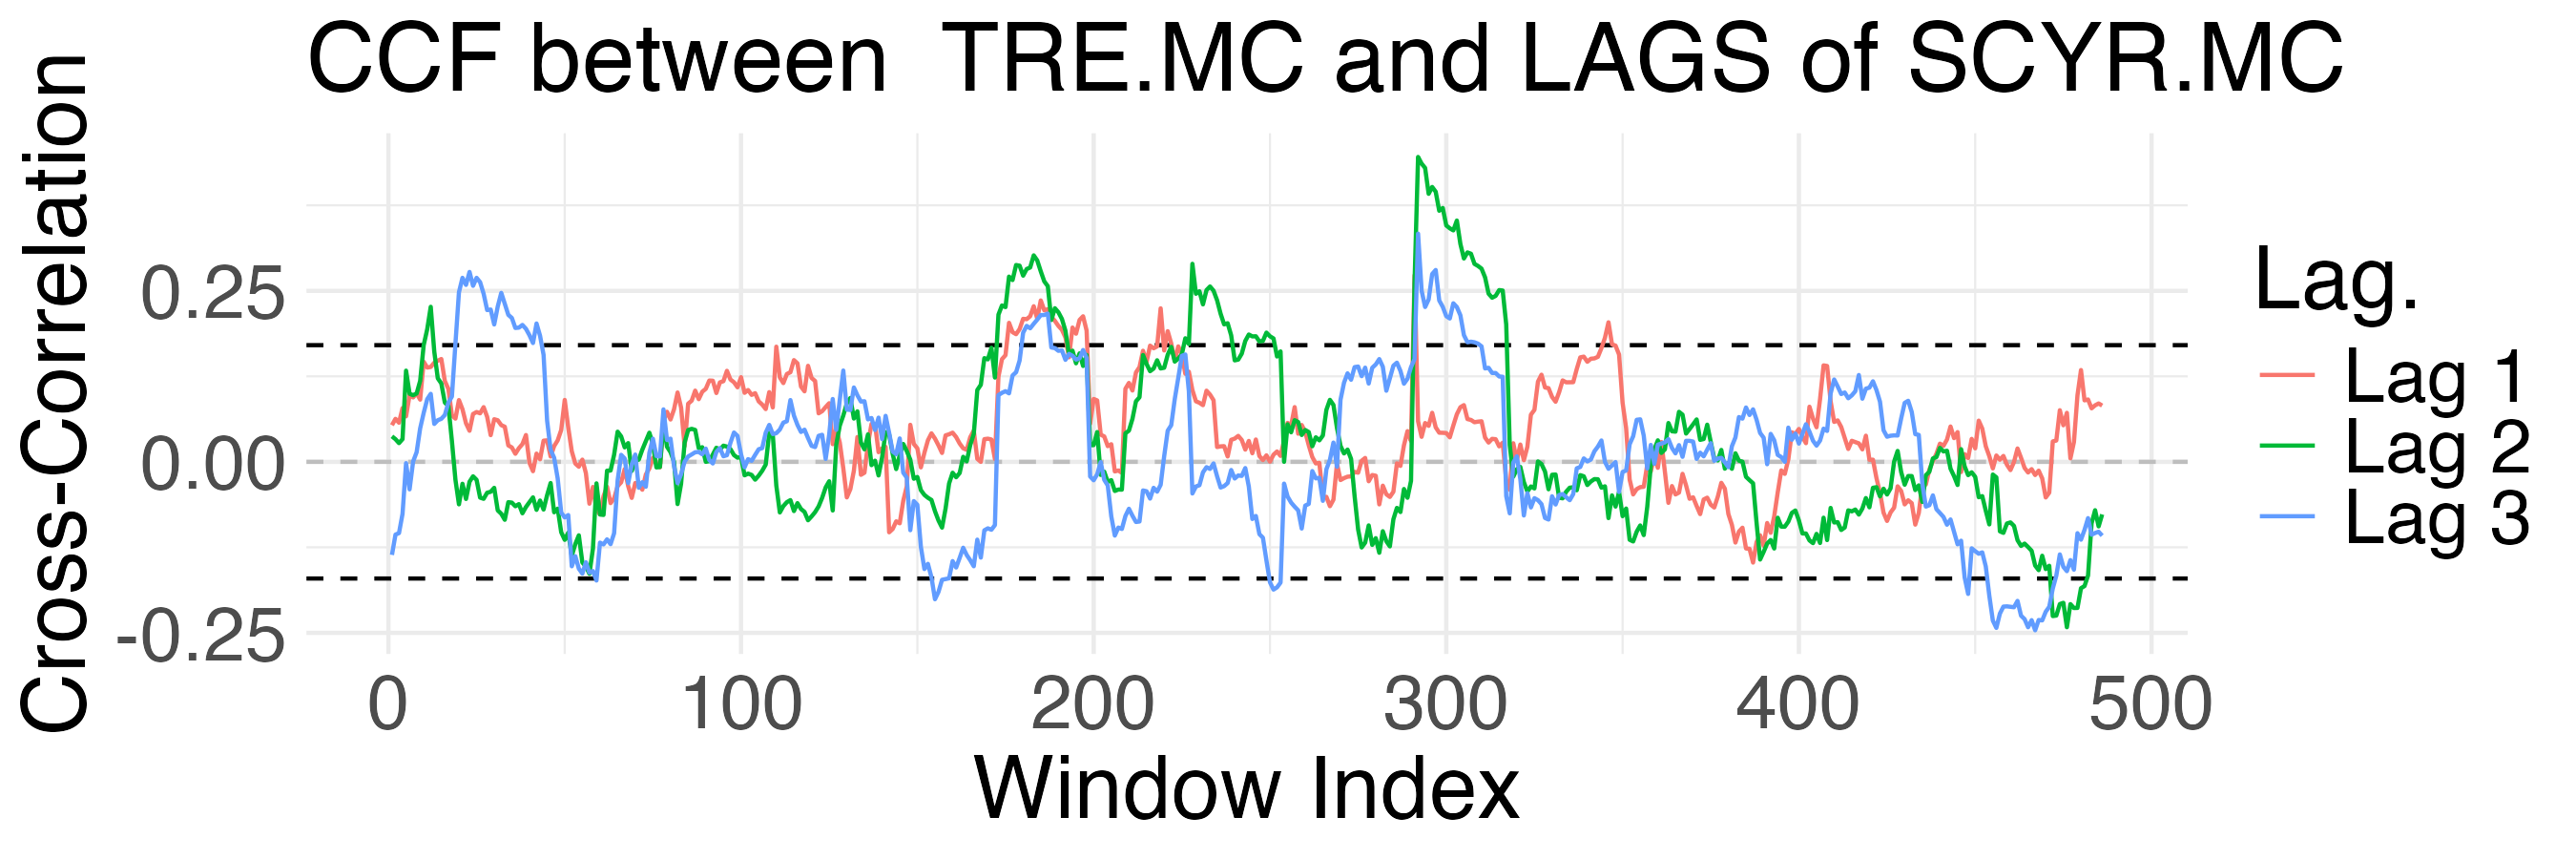 CCF between  TRE.MC and LAGS of SCYR.MC
Cross-Correlation
0.25
0.00
-0.25
0 100 200 300 400 500
Window Index
Lag.
Lag 1
Lag 2
Lag 3